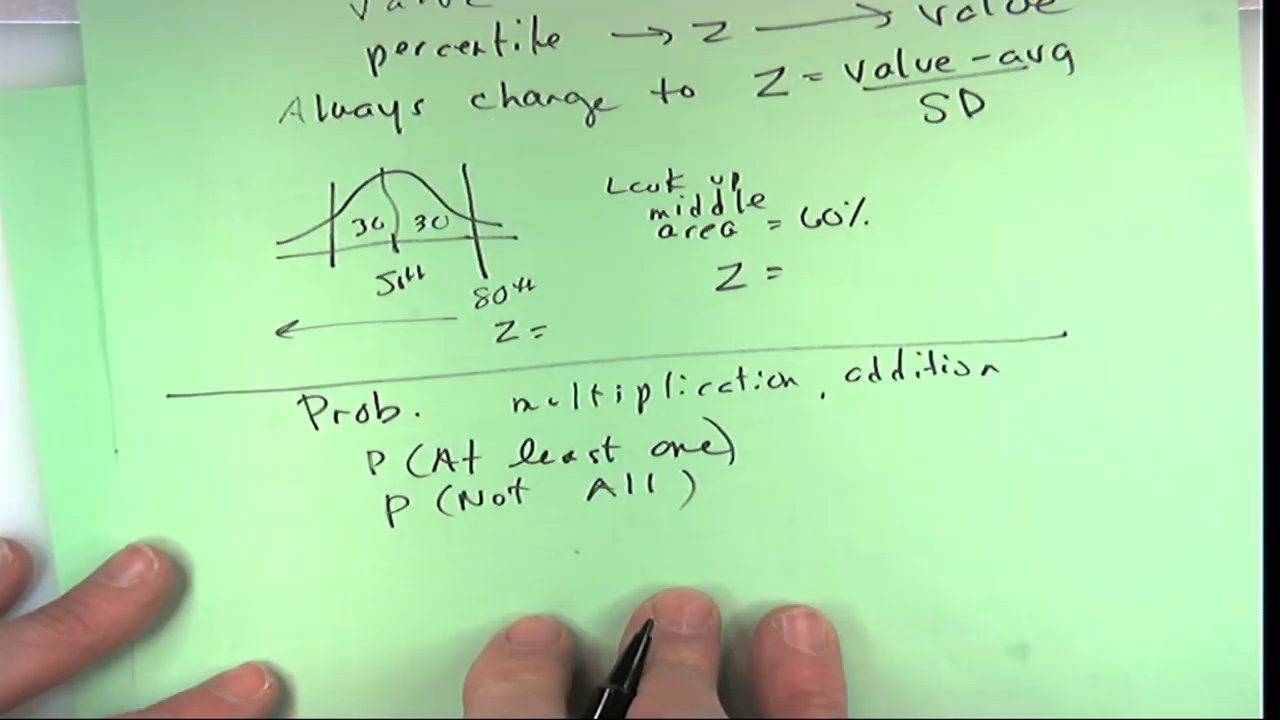 value
percentile → Z → value
Always change to Z = value - avg
SD
30 30
50th
80th
Z =
Look up
middle
area = 60%
Z =
Prob. multiplication, addition
P (At least one)
P (Not All)